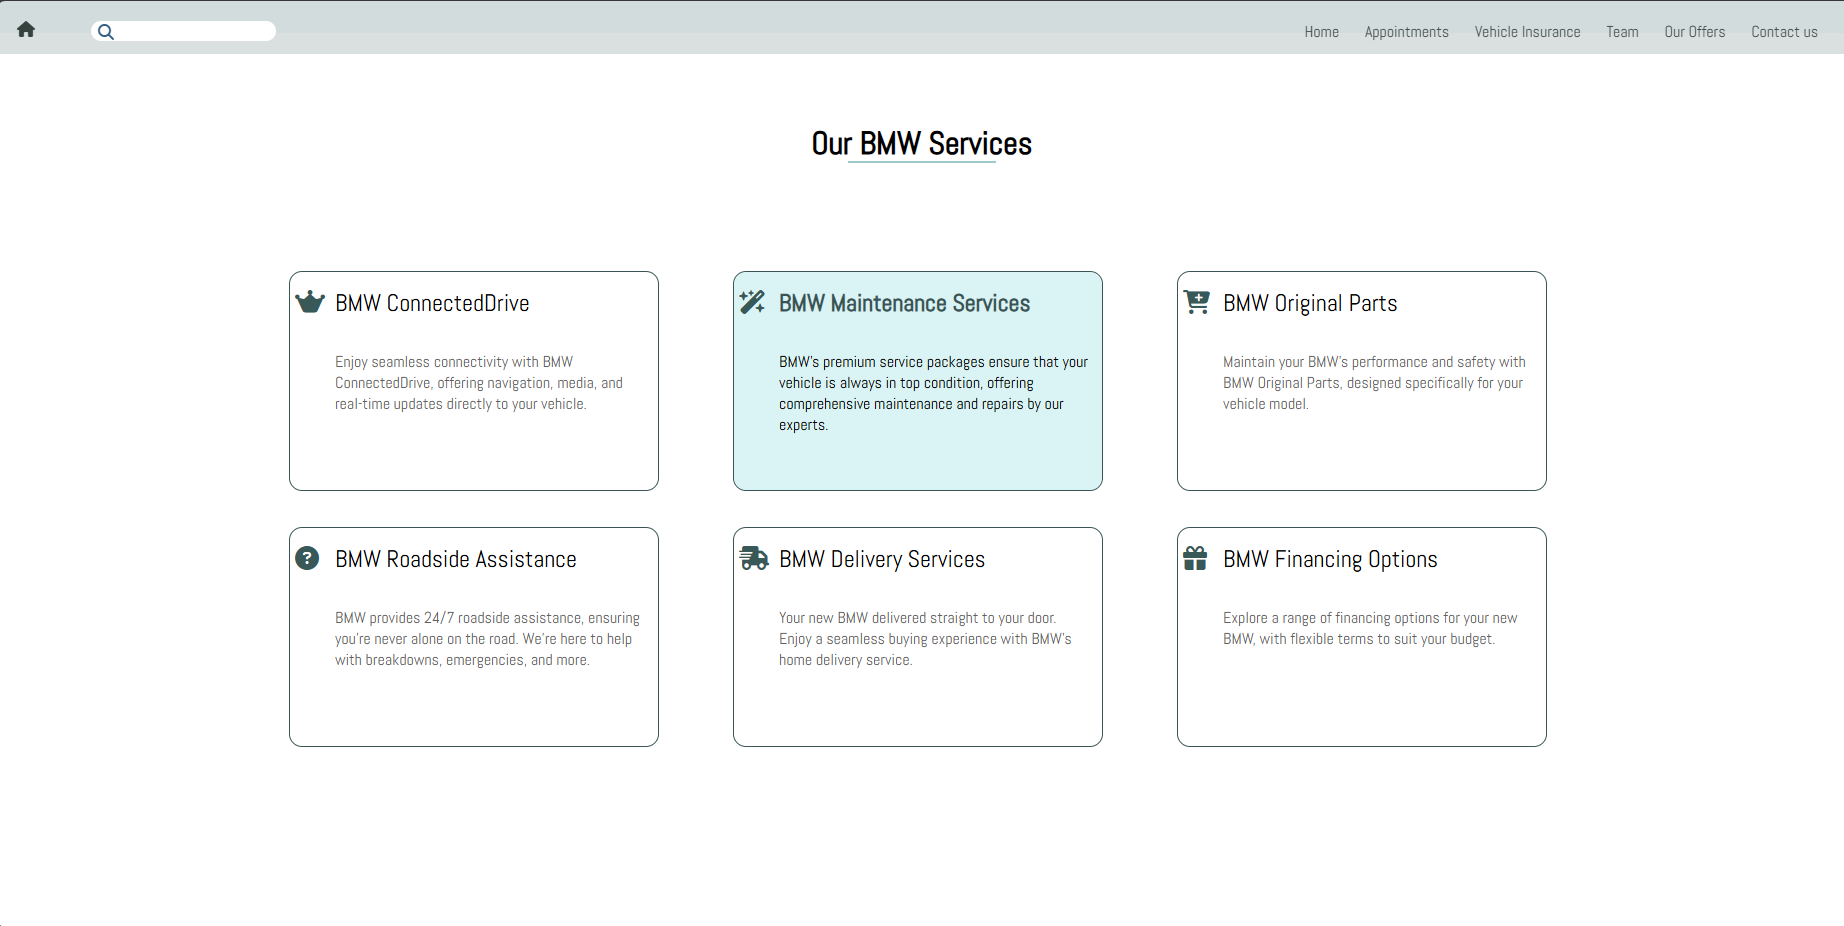 Home Appointments Vehicle Insurance Team Our Offers Contact us
Our BMW Services
BMW ConnectedDrive
Enjoy seamless connectivity with BMW
ConnectedDrive, offering navigation, media, and
real-time updates directly to your vehicle.
BMW Maintenance Services
BMW's premium service packages ensure that your
vehicle is always in top condition, offering
comprehensive maintenance and repairs by our
experts.
BMW Original Parts
Maintain your BMW's performance and safety with
BMW Original Parts, designed specifically for your
vehicle model.
BMW Roadside Assistance
BMW provides 24/7 roadside assistance, ensuring
you're never alone on the road. We're here to help
with breakdowns, emergencies, and more.
BMW Delivery Services
Your new BMW delivered straight to your door.
Enjoy a seamless buying experience with BMW's
home delivery service.
BMW Financing Options
Explore a range of financing options for your new
BMW, with flexible terms to suit your budget.